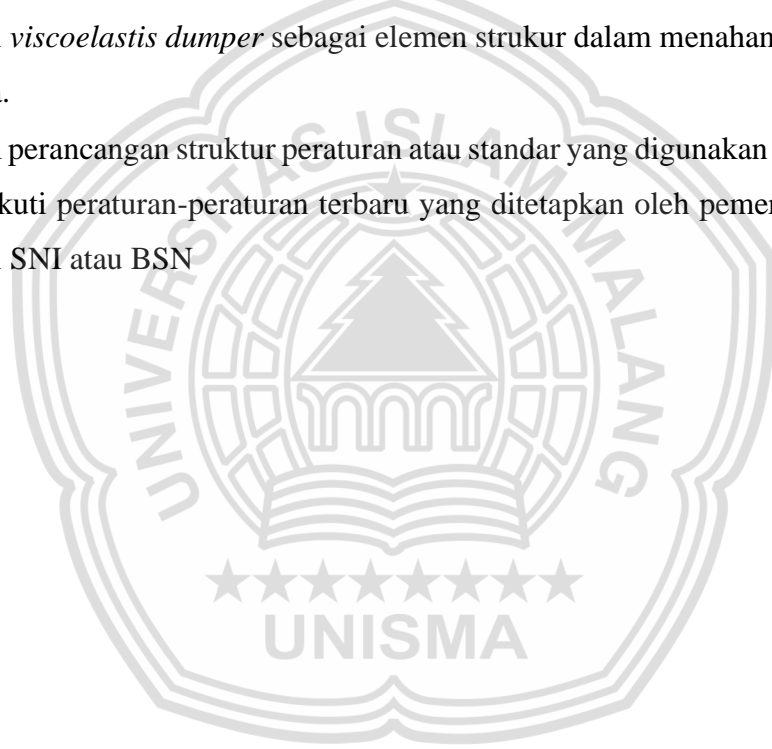 viscoelastis dumper sebagai elemen strukur dalam menahan
perancangan struktur peraturan atau standar yang digunakan
kuti peraturan-peraturan terbaru yang ditetapkan oleh pemer
SNI atau BSN
UNIVERSITAS ISLAM MALANG
UNISMA